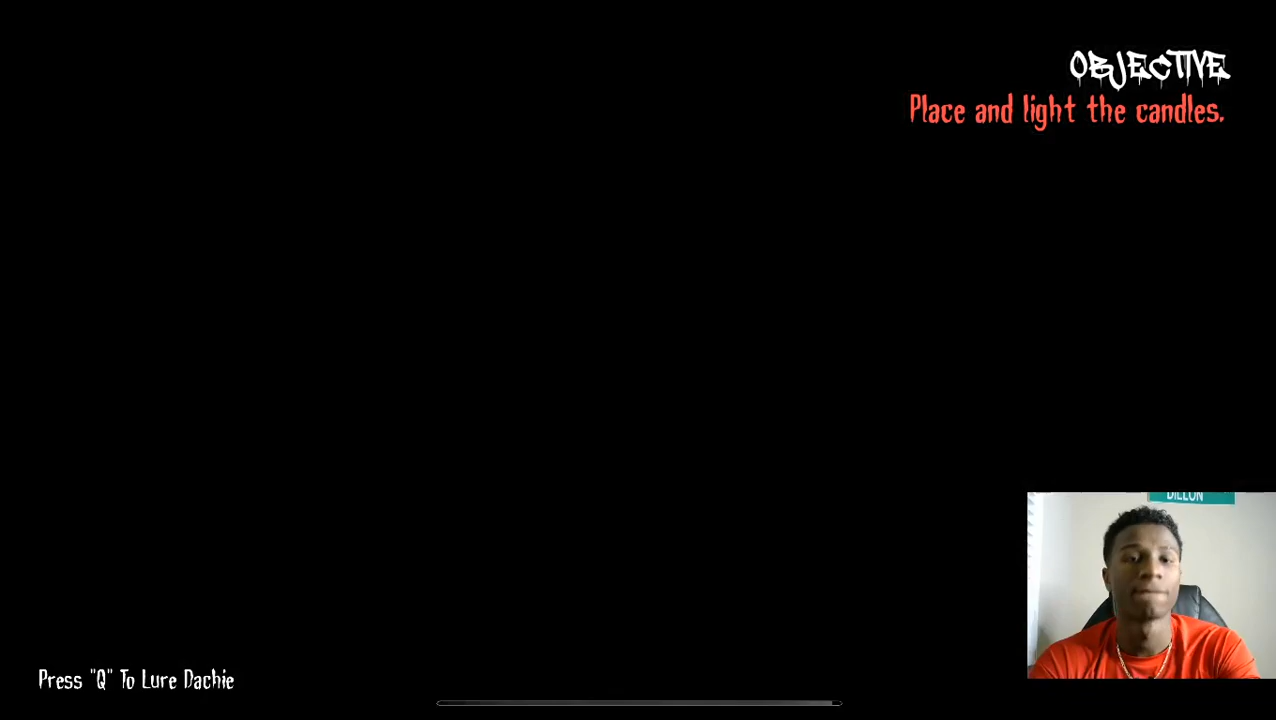 OBJECTIVE
Place and light the candles.
DILLON
Press "Q" To Lure Dachie